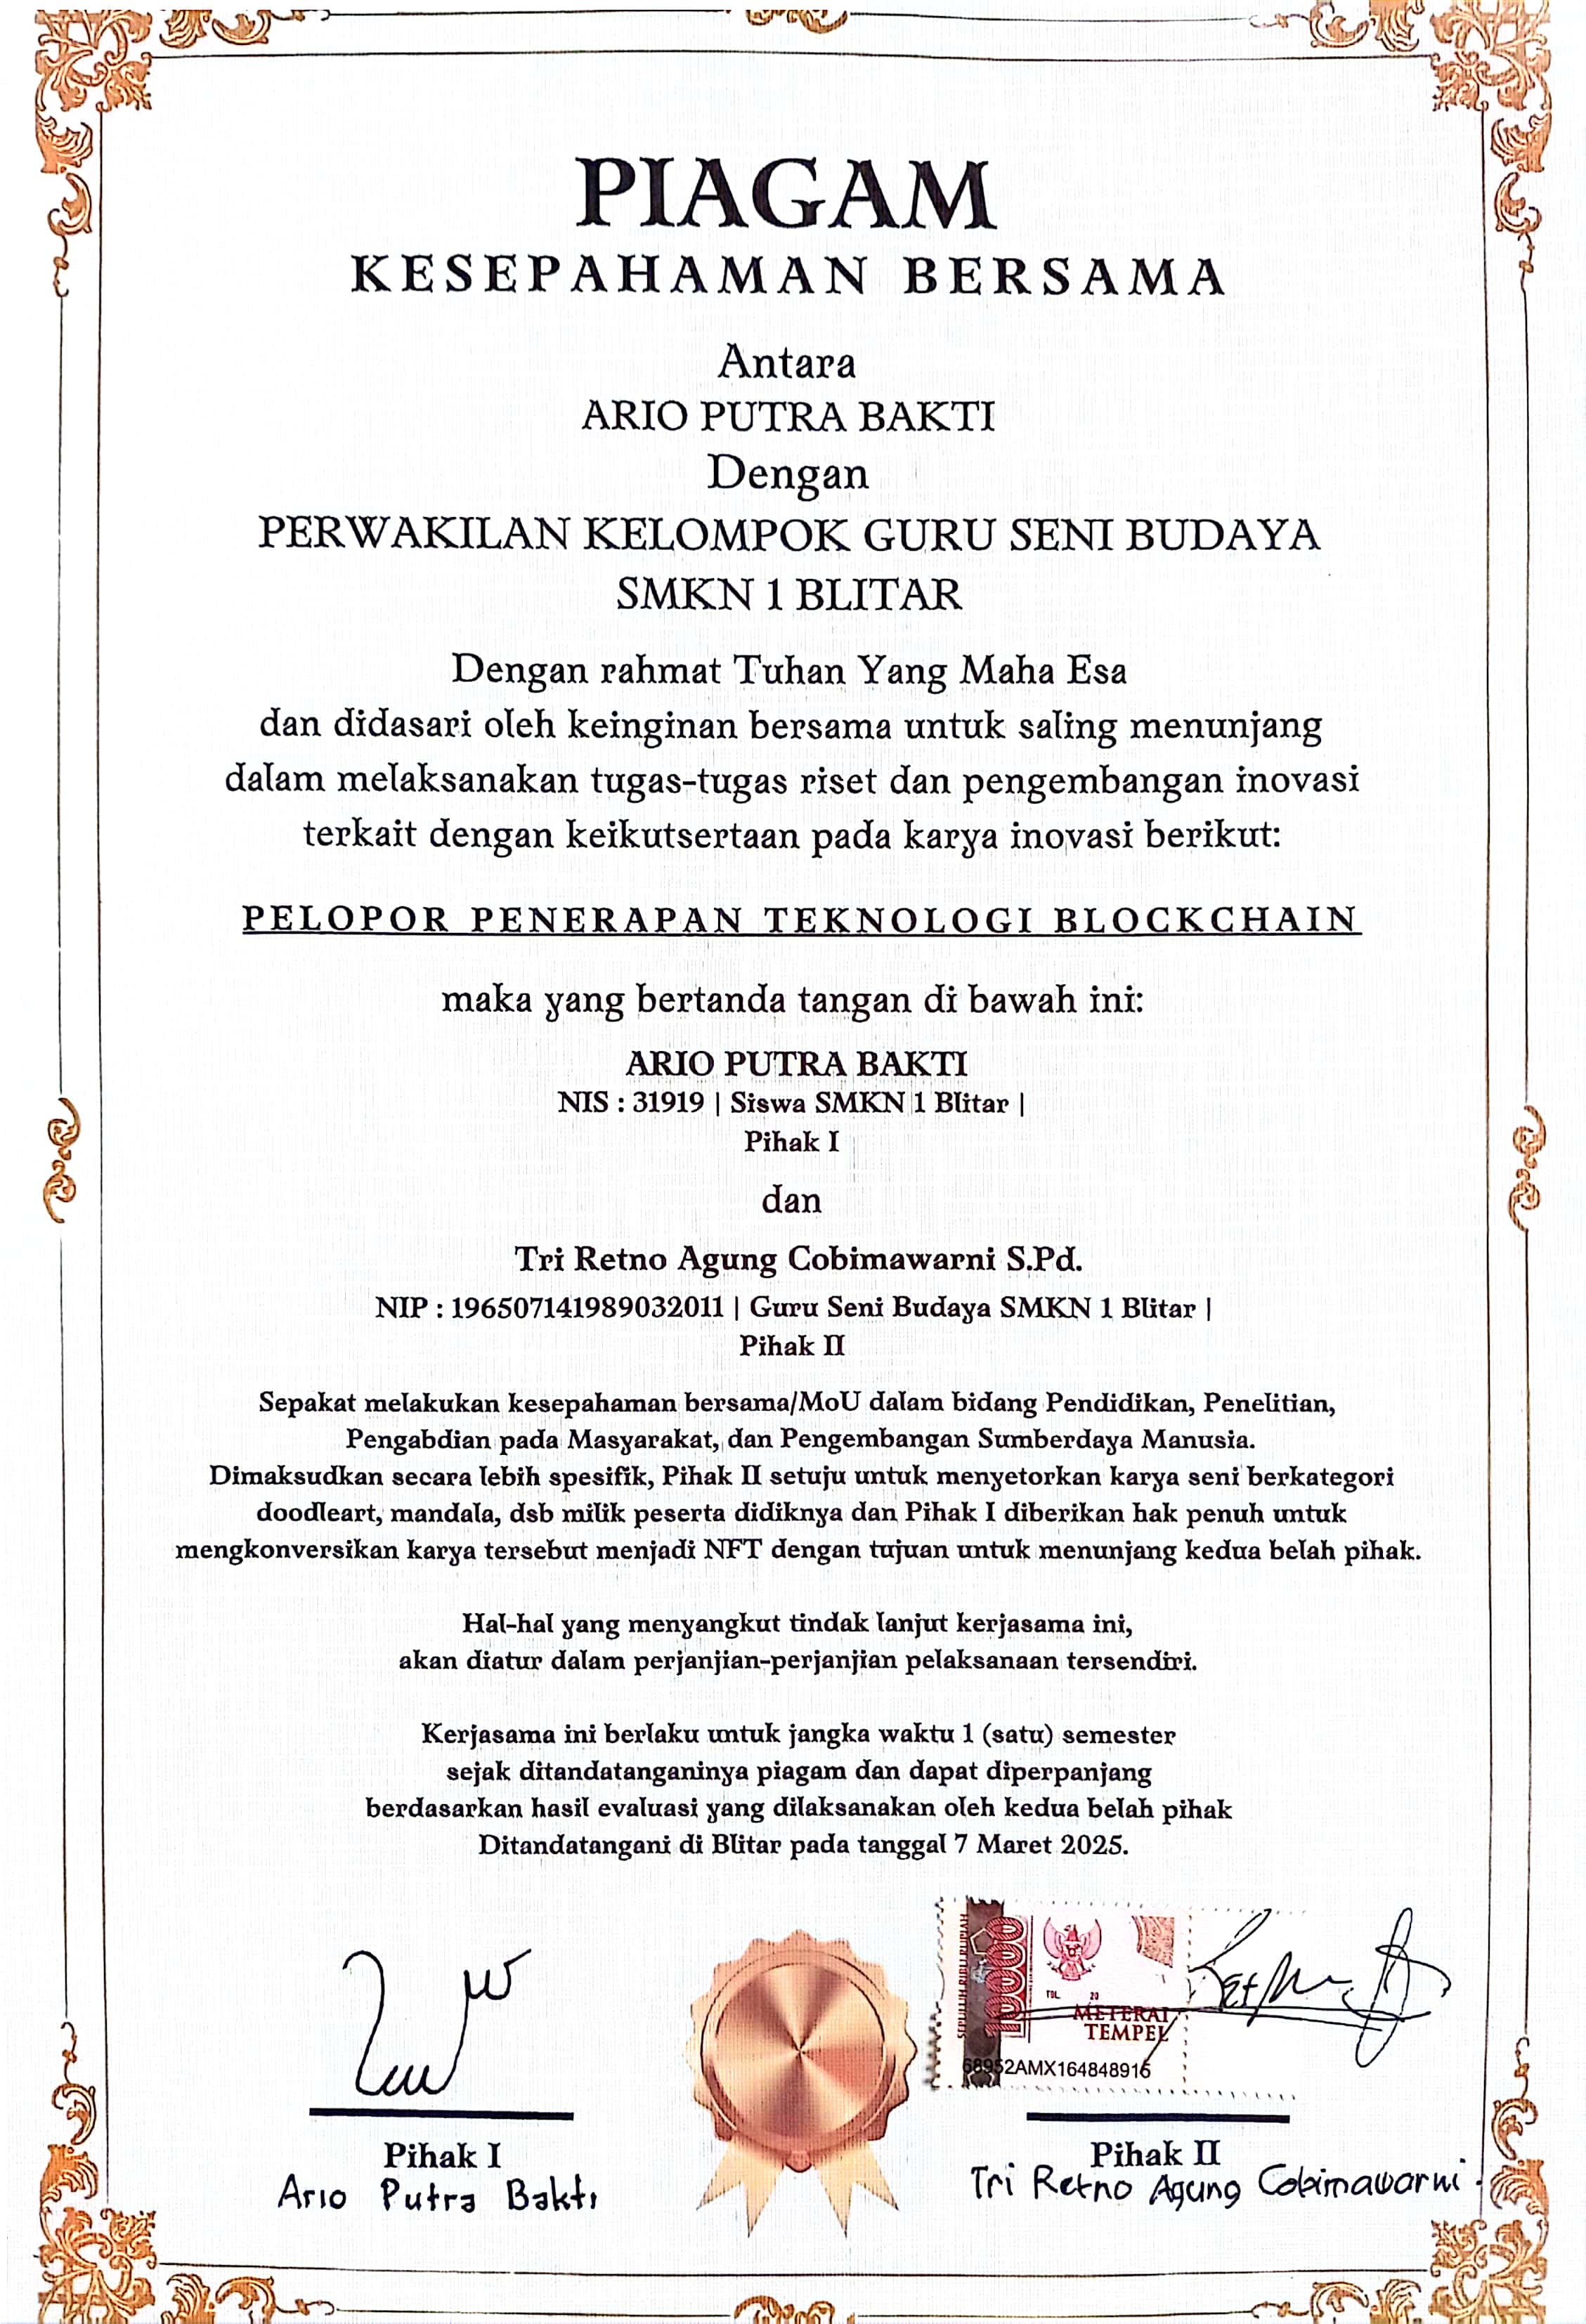 PIAGAM
KESEPAHAMAN BERSAMA
Antara
ARIO PUTRA BAKTI
Dengan
PERWAKILAN KELOMPOK GURU SENI BUDAYA
SMKN 1 BLITAR
Dengan rahmat Tuhan Yang Maha Esa
dan didasari oleh keinginan bersama untuk saling menunjang
dalam melaksanakan tugas-tugas riset dan pengembangan inovasi
terkait dengan keikutsertaan pada karya inovasi berikut:
PELOPOR PENERAPAN TEKNOLOGI BLOCKCHAIN
maka yang bertanda tangan di bawah ini:
ARIO PUTRA BAKTI
NIS : 31919 | Siswa SMKN 1 Blitar |
Pihak I
dan
Tri Retno Agung Cobimawarni S.Pd.
NIP : 196507141989032011 | Guru Seni Budaya SMKN 1 Blitar |
Pihak II
Sepakat melakukan kesepahaman bersama/MoU dalam bidang Pendidikan, Penelitian,
Pengabdian pada Masyarakat, dan Pengembangan Sumberdaya Manusia.
Dimaksudkan secara lebih spesifik, Pihak II setuju untuk menyetorkan karya seni berkategori
doodleart, mandala, dsb milik peserta didiknya dan Pihak I diberikan hak penuh untuk
mengkonversikan karya tersebut menjadi NFT dengan tujuan untuk menunjang kedua belah pihak.
Hal-hal yang menyangkut tindak lanjut kerjasama ini,
akan diatur dalam perjanjian-perjanjian pelaksanaan tersendiri.
Kerjasama ini berlaku untuk jangka waktu 1 (satu) semester
sejak ditandatanganinya piagam dan dapat diperpanjang
berdasarkan hasil evaluasi yang dilaksanakan oleh kedua belah pihak
Ditandatangani di Blitar pada tanggal 7 Maret 2025.
SEPULUH RIBU RUPIAH
10000
TGL. 20
METERAI
TEMPEL
68952AMX164848916
Pihak I
Ario Putra Bakti
Pihak II
Tri Retno Agung Cobimawarni.